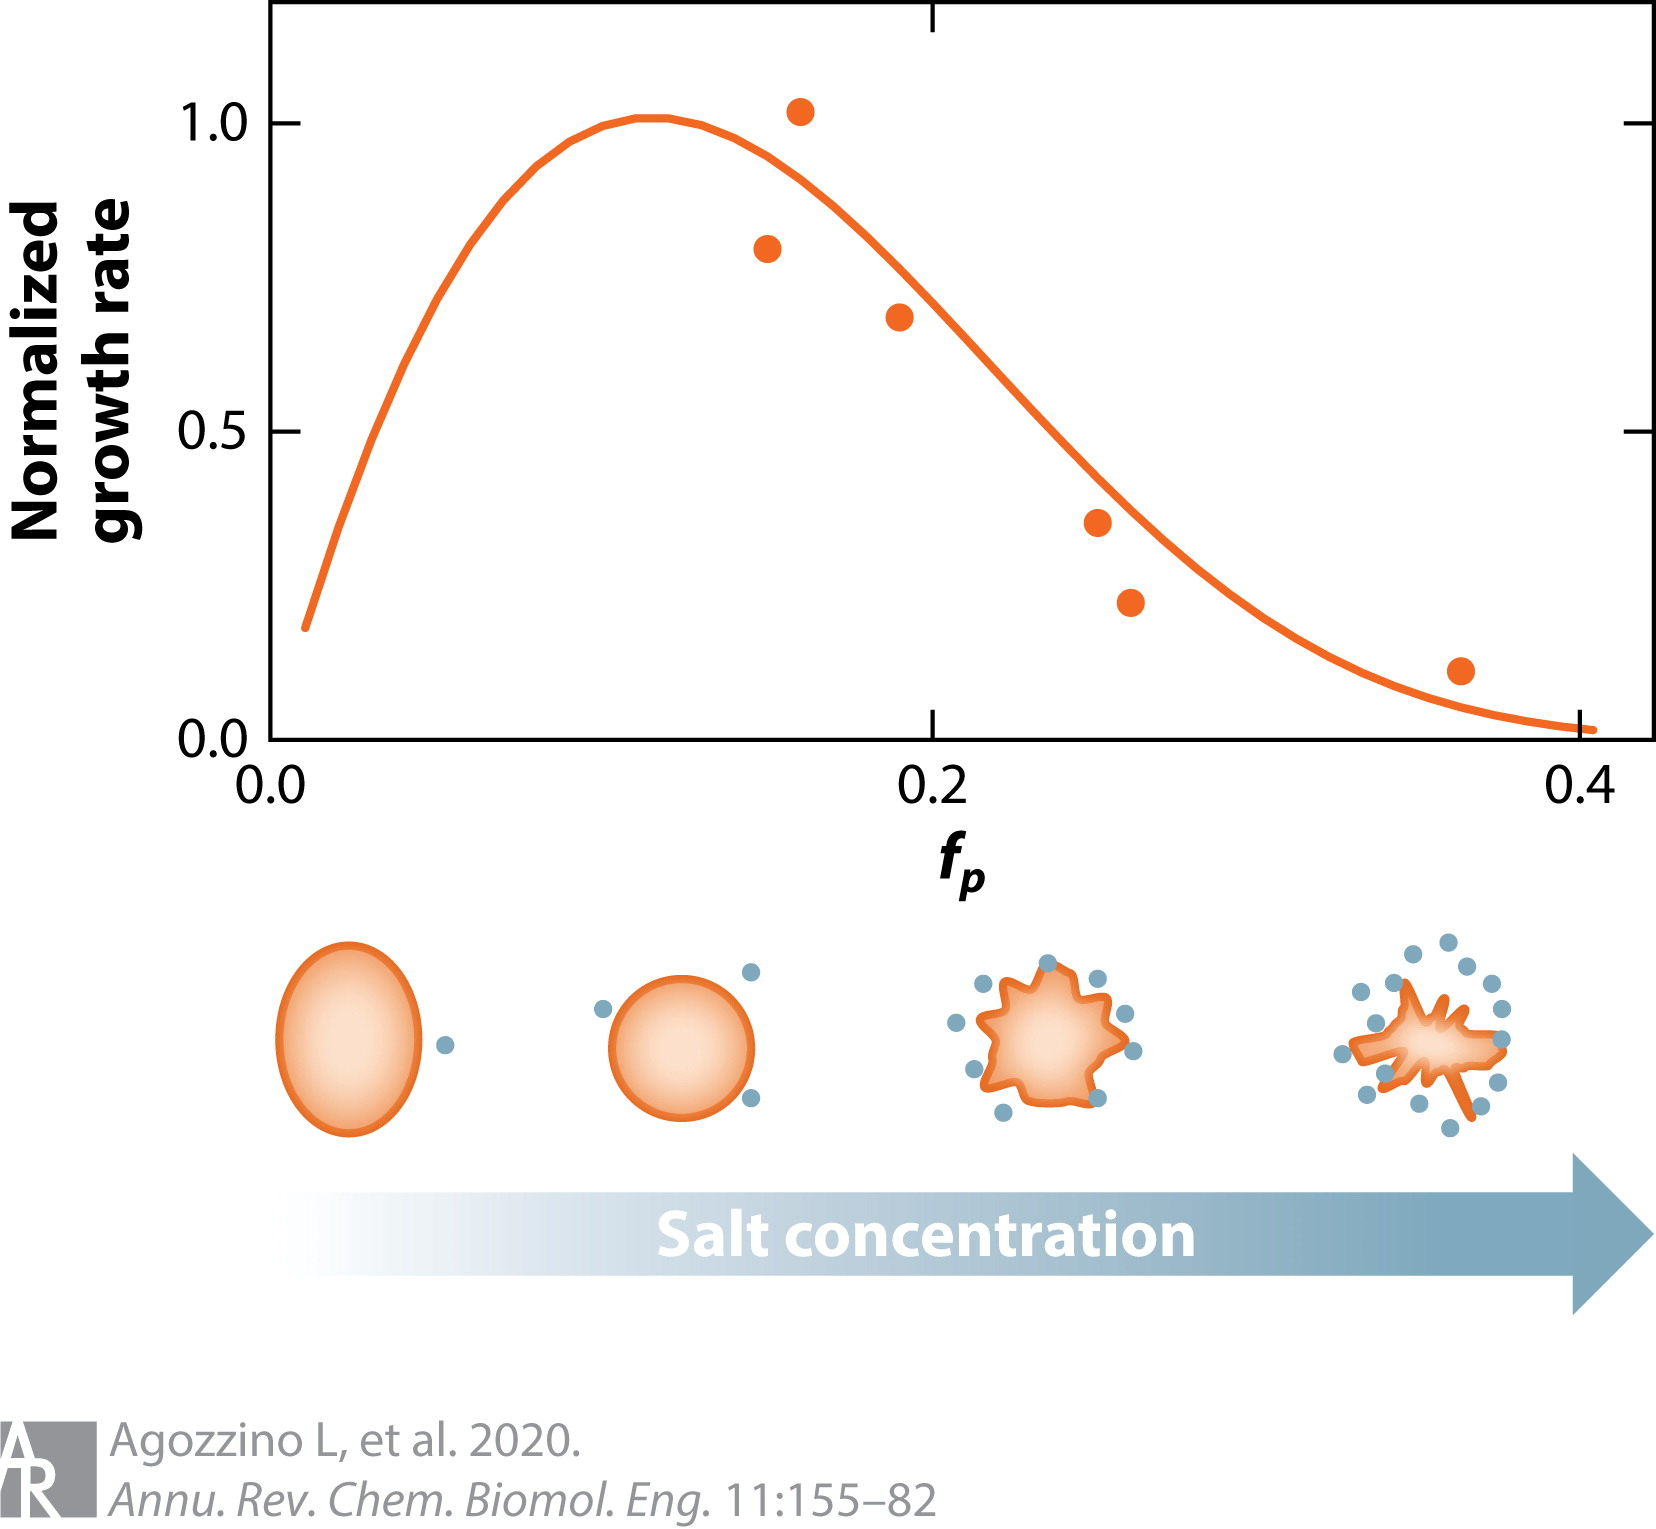 Normalized
growth rate
1.0
0.5
0.0
0.0
0.2
0.4
fp
Salt concentration
AR
Agozzino L, et al. 2020.
Annu. Rev. Chem. Biomol. Eng. 11:155–82